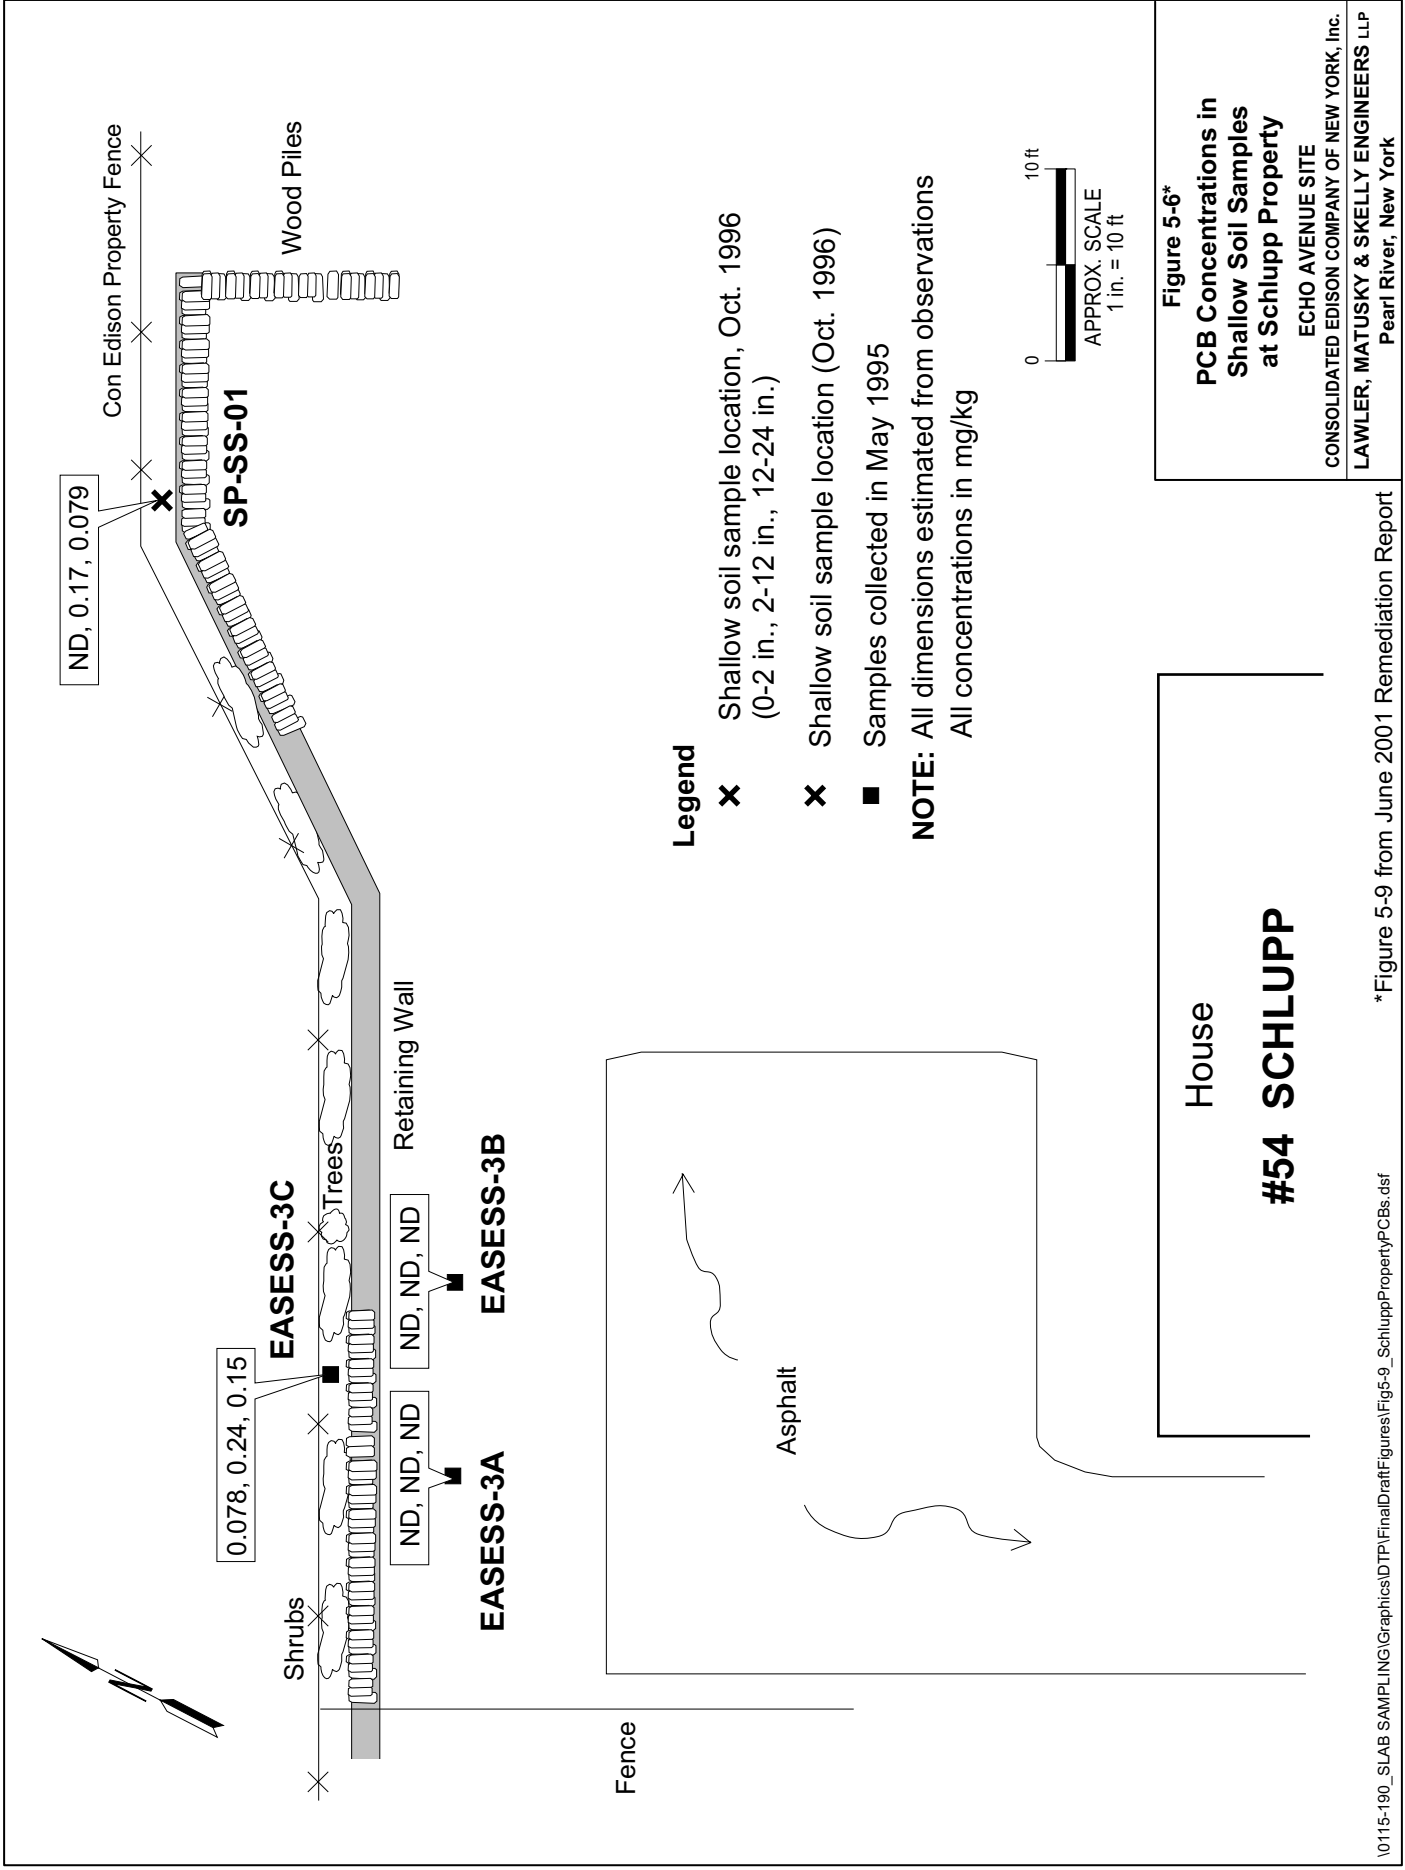 Con Edison Property Fence
ND, 0.17, 0.079
Wood Piles
SP-SS-01
EASESS-3C
0.078, 0.24, 0.15
Trees
Shrubs
Retaining Wall
ND, ND, ND
EASESS-3A
ND, ND, ND
EASESS-3B
Fence
Asphalt
N
House
#54 SCHLUPP
Legend
Shallow soil sample location, Oct. 1996
(0-2 in., 2-12 in., 12-24 in.)
Shallow soil sample location (Oct. 1996)
Samples collected in May 1995
NOTE: All dimensions estimated from observations
All concentrations in mg/kg
0
10 ft
APPROX. SCALE
1 in. = 10 ft
Figure 5-6*
PCB Concentrations in
Shallow Soil Samples
at Schlupp Property
ECHO AVENUE SITE
CONSOLIDATED EDISON COMPANY OF NEW YORK, Inc.
LAWLER, MATUSKY & SKELLY ENGINEERS LLP
Pearl River, New York
*Figure 5-9 from June 2001 Remediation Report
\0115-190_SLAB SAMPLING\Graphics\DTP\FinalDraftFigures\Fig5-9_SchluppPropertyPCBs.dsf